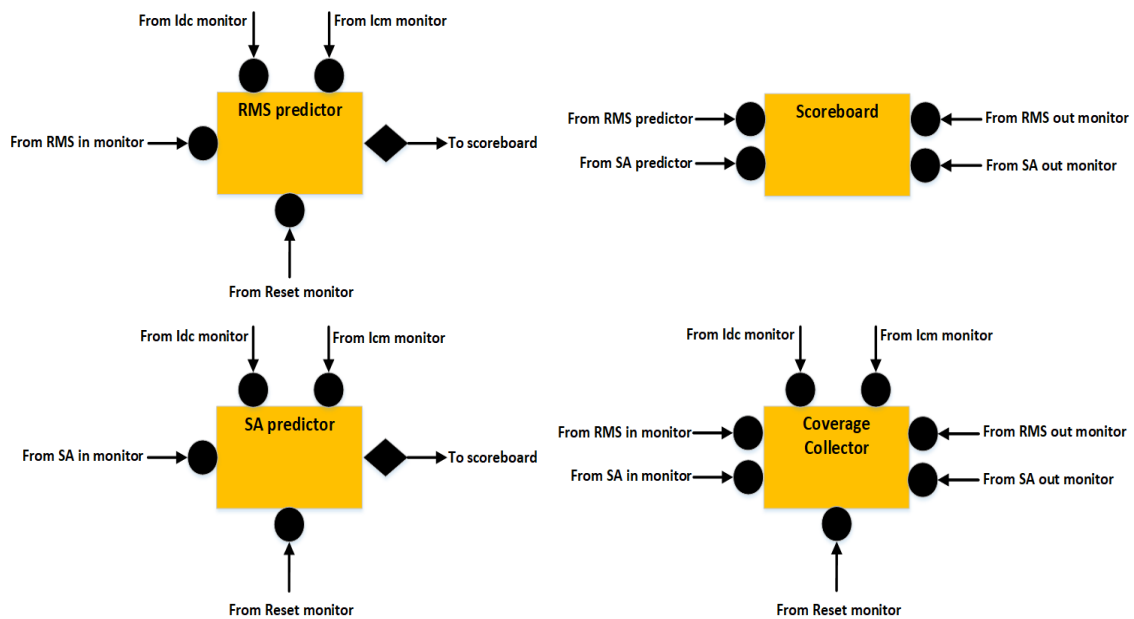 From Idc monitor
From Icm monitor
RMS predictor
From RMS in monitor
To scoreboard
From Reset monitor
Scoreboard
From RMS predictor
From RMS out monitor
From SA predictor
From SA out monitor
From Idc monitor
From Icm monitor
SA predictor
From SA in monitor
To scoreboard
From Reset monitor
From Idc monitor
From Icm monitor
Coverage
Collector
From RMS in monitor
From RMS out monitor
From SA in monitor
From SA out monitor
From Reset monitor